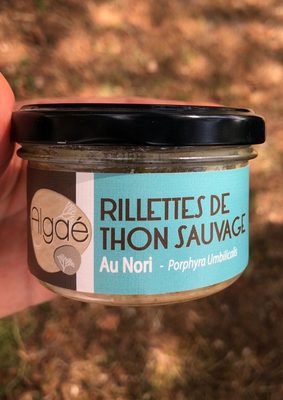 Algaé
RILLETTES DE
THON SAUVAGE
Au Nori - Porphyra Umbilicalis